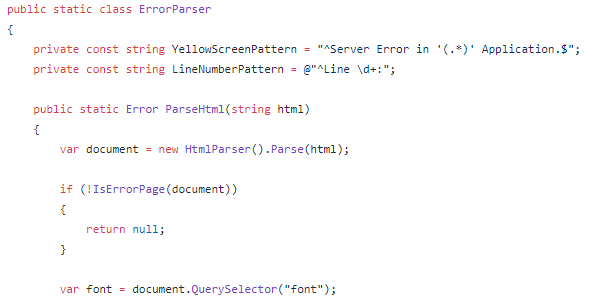 public static class ErrorParser
{
    private const string YellowScreenPattern = "^Server Error in '(.*)' Application.$";
    private const string LineNumberPattern = @"^Line \d+:";

    public static Error ParseHtml(string html)
    {
        var document = new HtmlParser().Parse(html);

        if (!IsErrorPage(document))
        {
            return null;
        }

        var font = document.QuerySelector("font");